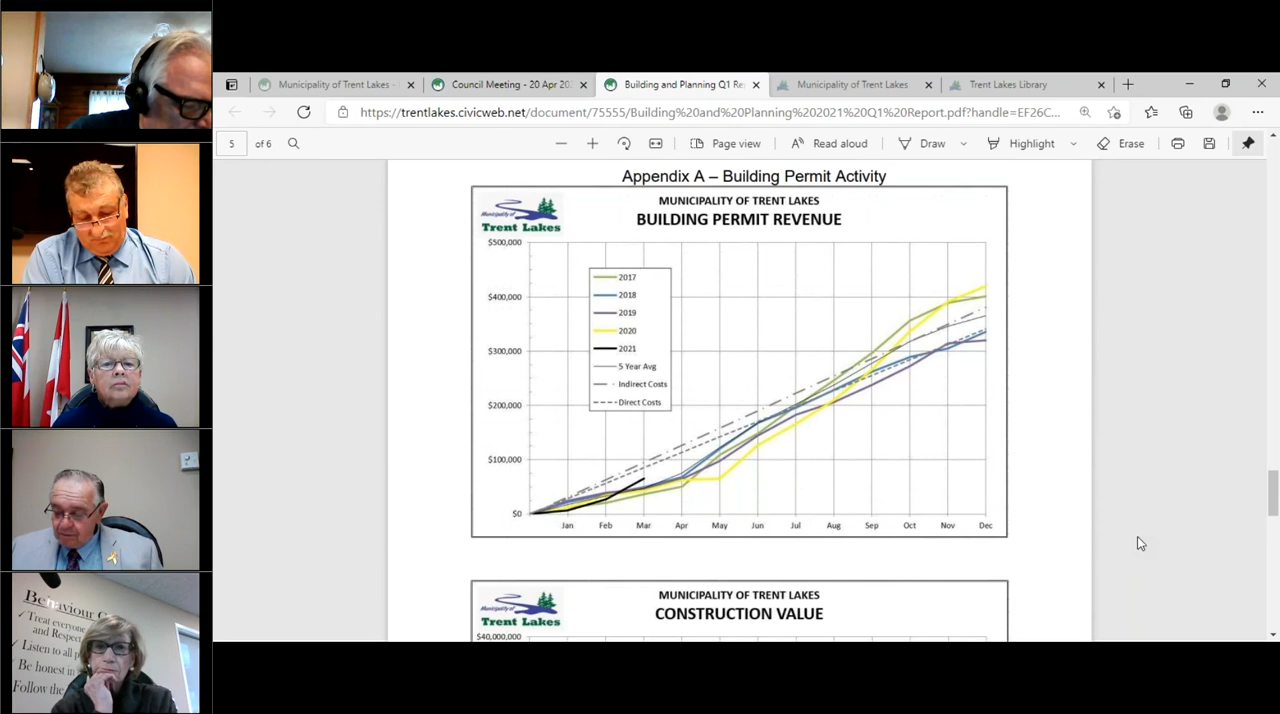 Municipality of Trent Lakes -
Council Meeting - 20 Apr 202
Building and Planning Q1 Re
Municipality of Trent Lakes
Trent Lakes Library
https://trentlakes.civicweb.net/document/75555/Building%20and%20Planning%202021%20Q1%20Report.pdf?handle=EF26C...
5 of 6
Page view
Read aloud
Draw
Highlight
Erase
Appendix A – Building Permit Activity
Municipality of
Trent Lakes
MUNICIPALITY OF TRENT LAKES
BUILDING PERMIT REVENUE
$500,000
$400,000
$300,000
$200,000
$100,000
$0
2017
2018
2019
2020
2021
5 Year Avg
Indirect Costs
Direct Costs
Jan Feb Mar Apr May Jun Jul Aug Sep Oct Nov Dec
Municipality of
Trent Lakes
MUNICIPALITY OF TRENT LAKES
CONSTRUCTION VALUE
$40,000,000
Behaviour
Treat everyone
and Respect
Listen to all
Be honest in
Follow the